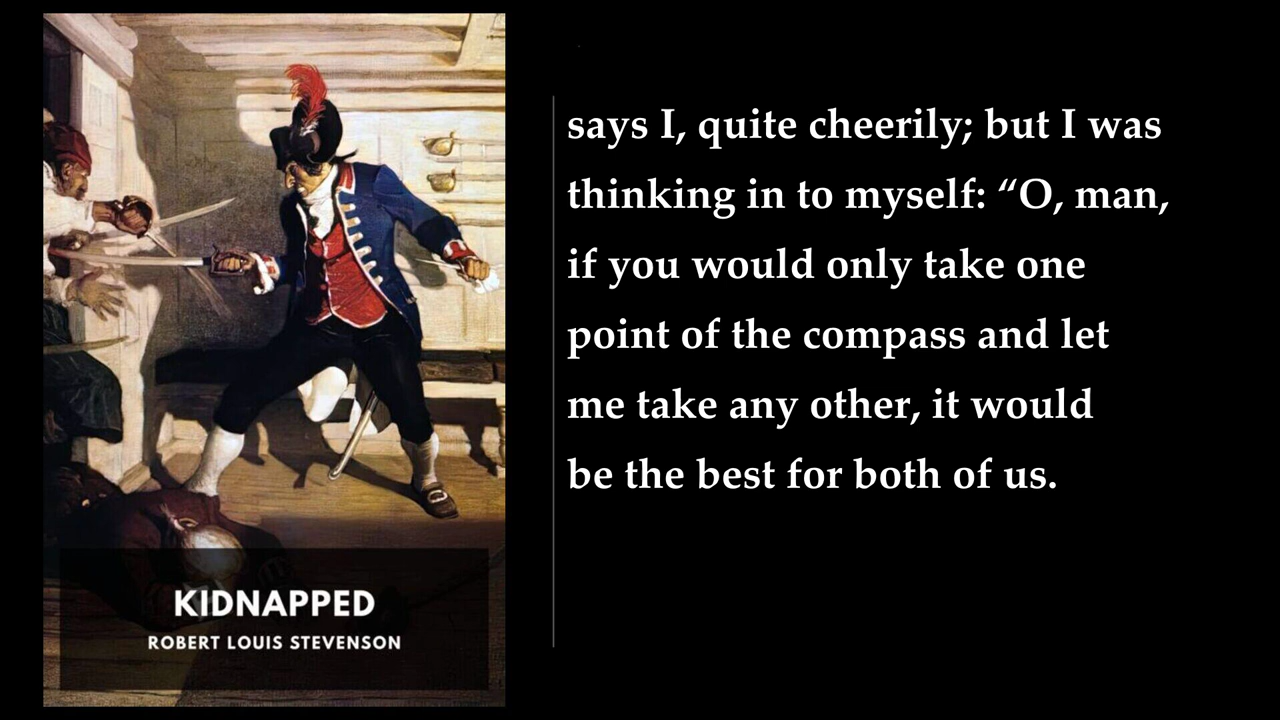 says I, quite cheerily; but I was
thinking in to myself: “O, man,
if you would only take one
point of the compass and let
me take any other, it would
be the best for both of us.
KIDNAPPED
ROBERT LOUIS STEVENSON